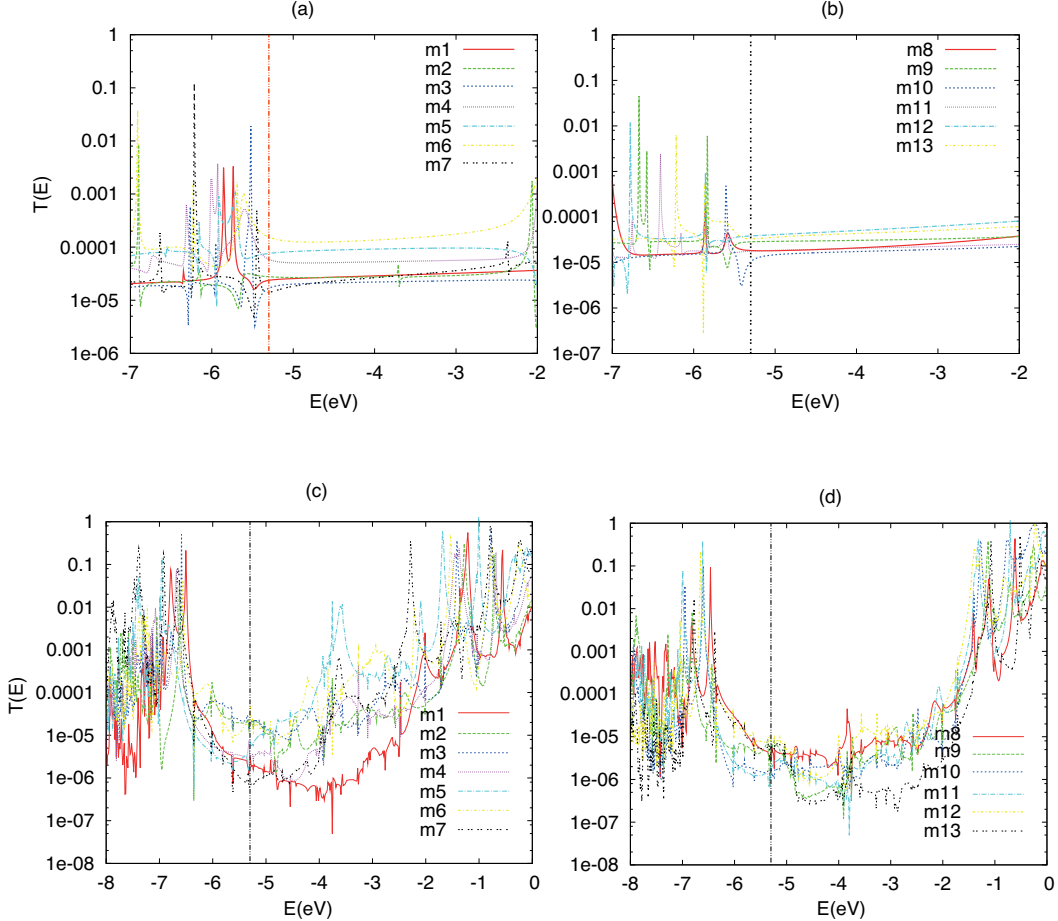 (a)
T(E)
1
0.1
0.01
0.001
0.0001
1e-05
1e-06
-7 -6 -5 -4 -3 -2
E(eV)
m1
m2
m3
m4
m5
m6
m7
(b)
1
0.1
0.01
0.001
0.0001
1e-05
1e-06
1e-07
-7 -6 -5 -4 -3 -2
E(eV)
m8
m9
m10
m11
m12
m13
(c)
T(E)
1
0.1
0.01
0.001
0.0001
1e-05
1e-06
1e-07
1e-08
-8 -7 -6 -5 -4 -3 -2 -1 0
E(eV)
m1
m2
m3
m4
m5
m6
m7
(d)
T(E)
1
0.1
0.01
0.001
0.0001
1e-05
1e-06
1e-07
1e-08
-8 -7 -6 -5 -4 -3 -2 -1 0
E(eV)
m8
m9
m10
m11
m12
m13